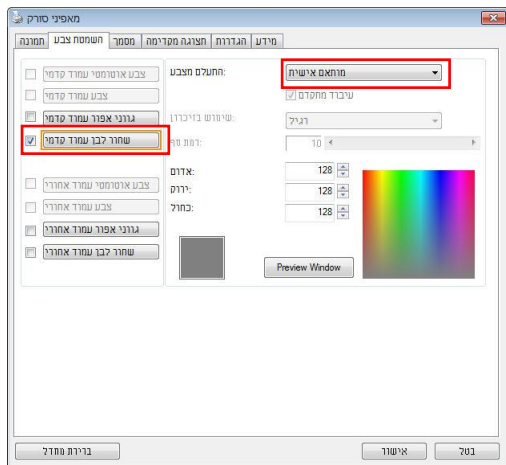 מאפיני סורק
תמונה
השמטת צבע
מסמך
תצוגה מקדימה
הגדרות
מידע
צבע אוטומטי עמוד קדמי
צבע עמוד קדמי
גווני אפור עמוד קדמי
שחור לבן עמוד קדמי
צבע אוטומטי עמוד אחורי
צבע עמוד אחורי
גווני אפור עמוד אחורי
שחור לבן עמוד אחורי
התעלם מצבע:
מותאם אישית
עיבוד מתקדם
שימוש בזיכרון:
רגיל
רמת סף
10
אדום:
128
ירוק:
128
כחול:
128
Preview Window
ברירת מחדל
אישור
בטל